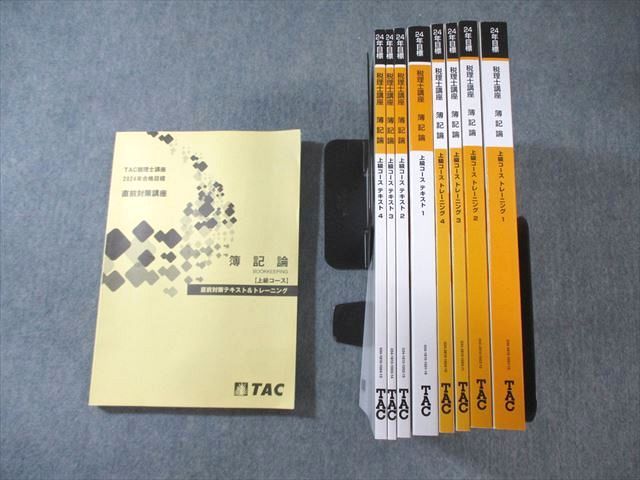 TAC税理士講座
2024年合格目標
直前対策講座
簿記論
BOOKKEEPING
【上級コース】
直前対策テキスト＆トレーニング
TAC
24年目標 税理士講座 簿記論 上級コース テキスト 4 TAC
24年目標 税理士講座 簿記論 上級コース テキスト 3 TAC
24年目標 税理士講座 簿記論 上級コース テキスト 2 TAC
24年目標 税理士講座 簿記論 上級コース テキスト 1 TAC
24年目標 税理士講座 簿記論 上級コース トレーニング 4 TAC
24年目標 税理士講座 簿記論 上級コース トレーニング 3 TAC
24年目標 税理士講座 簿記論 上級コース トレーニング 2 TAC
24年目標 税理士講座 簿記論 上級コース トレーニング 1 TAC